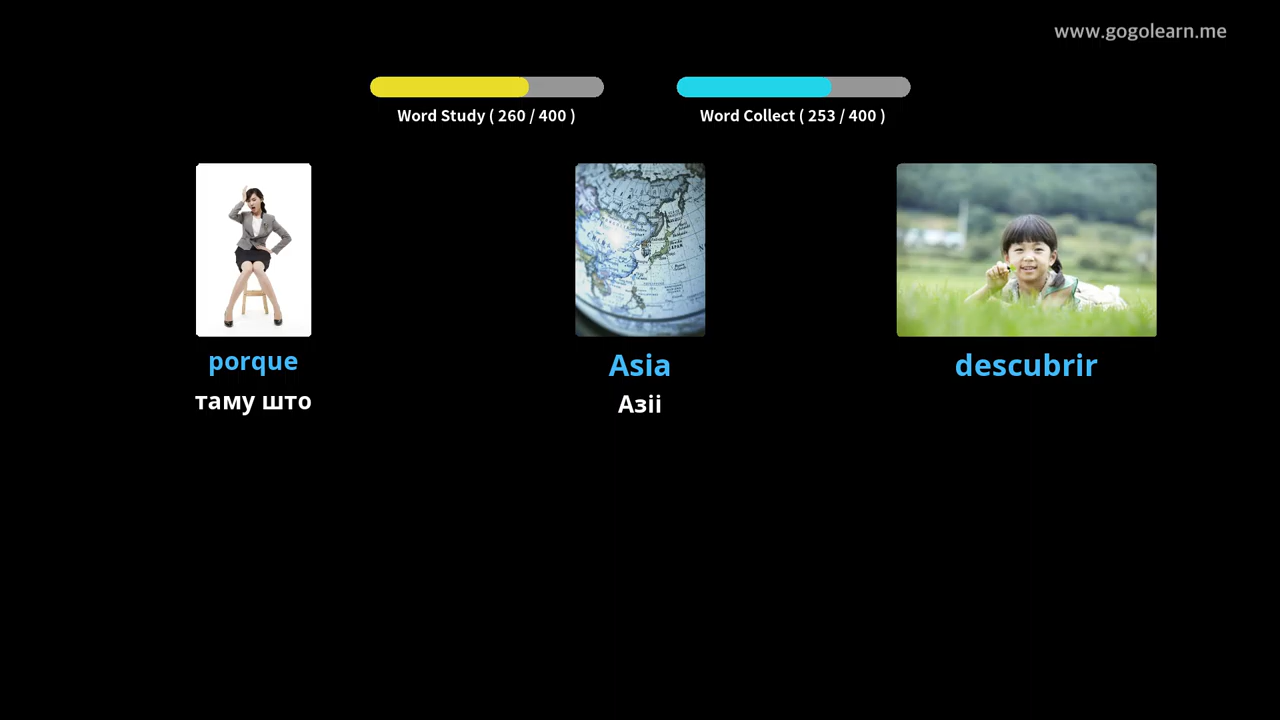 www.gogolearn.me
Word Study ( 260 / 400 )
Word Collect ( 253 / 400 )
porque
таму што
Asia
Азіі
descubrir